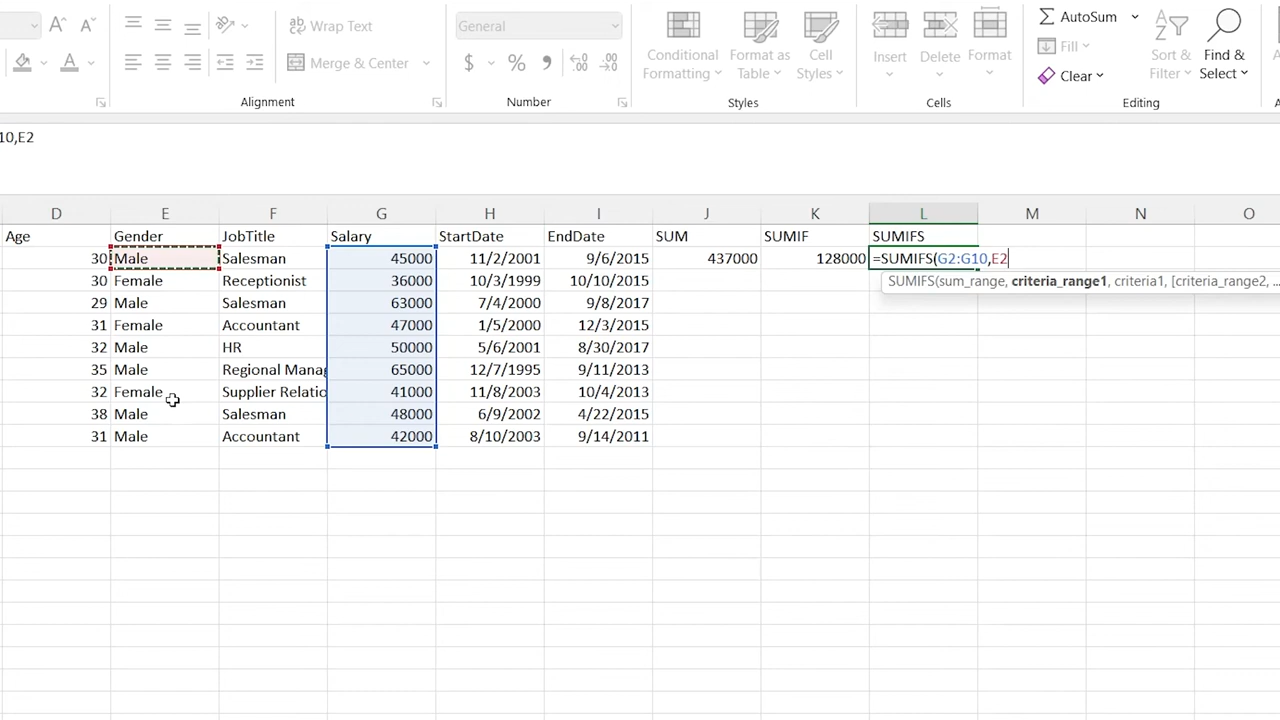 A^ A˅ Wrap Text General AutoSum
A Merge & Center $ % , Conditional Formatting Format as Table Cell Styles Insert Delete Format Fill Clear Sort & Filter Find & Select
Alignment Number Styles Cells Editing
10,E2
D E F G H I J K L M N O
Age Gender JobTitle Salary StartDate EndDate SUM SUMIF SUMIFS
30 Male Salesman 45000 11/2/2001 9/6/2015 437000 128000 =SUMIFS(G2:G10,E2
30 Female Receptionist 36000 10/3/1999 10/10/2015 SUMIFS(sum_range, criteria_range1, criteria1, [criteria_range2, ...
29 Male Salesman 63000 7/4/2000 9/8/2017
31 Female Accountant 47000 1/5/2000 12/3/2015
32 Male HR 50000 5/6/2001 8/30/2017
35 Male Regional Manag 65000 12/7/1995 9/11/2013
32 Female Supplier Relatio 41000 11/8/2003 10/4/2013
38 Male Salesman 48000 6/9/2002 4/22/2015
31 Male Accountant 42000 8/10/2003 9/14/2011